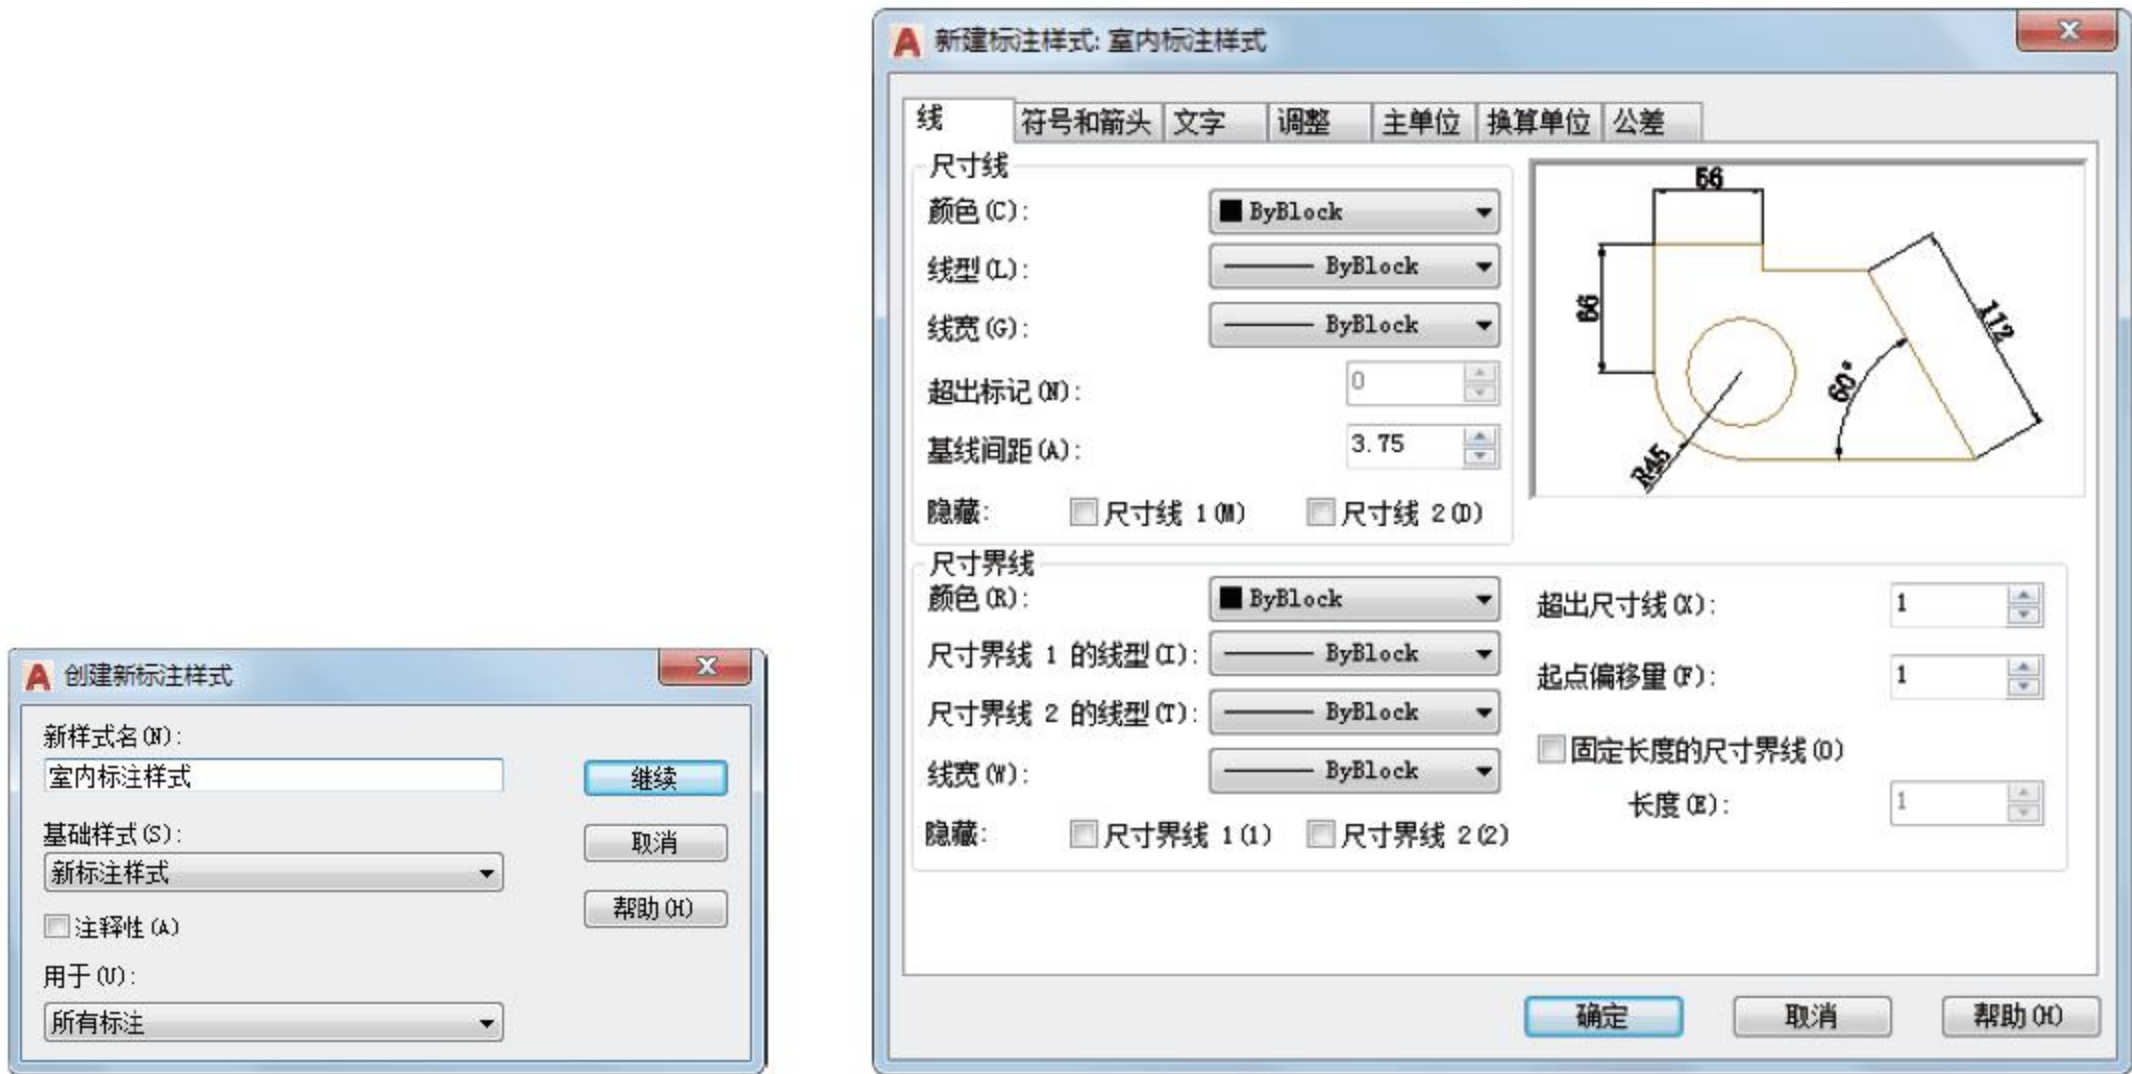 创建新标注样式
新样式名(N):
室内标注样式
继续
基础样式(S):
取消
新标注样式
帮助(H)
注释性(A)
用于(U):
所有标注
新建标注样式: 室内标注样式
线 符号和箭头 文字 调整 主单位 换算单位 公差
尺寸线
颜色(C): ByBlock
线型(L): ByBlock
线宽(G): ByBlock
超出标记(N): 0
基线间距(A): 3.75
隐藏: 尺寸线 1(M) 尺寸线 2(D)
56
66
112
60°
R45
尺寸界线
颜色(R): ByBlock
尺寸界线 1 的线型(I): ByBlock
尺寸界线 2 的线型(T): ByBlock
线宽(W): ByBlock
隐藏: 尺寸界线 1(1) 尺寸界线 2(2)
超出尺寸线(X): 1
起点偏移量(F): 1
固定长度的尺寸界线(O)
长度(E): 1
确定 取消 帮助(H)